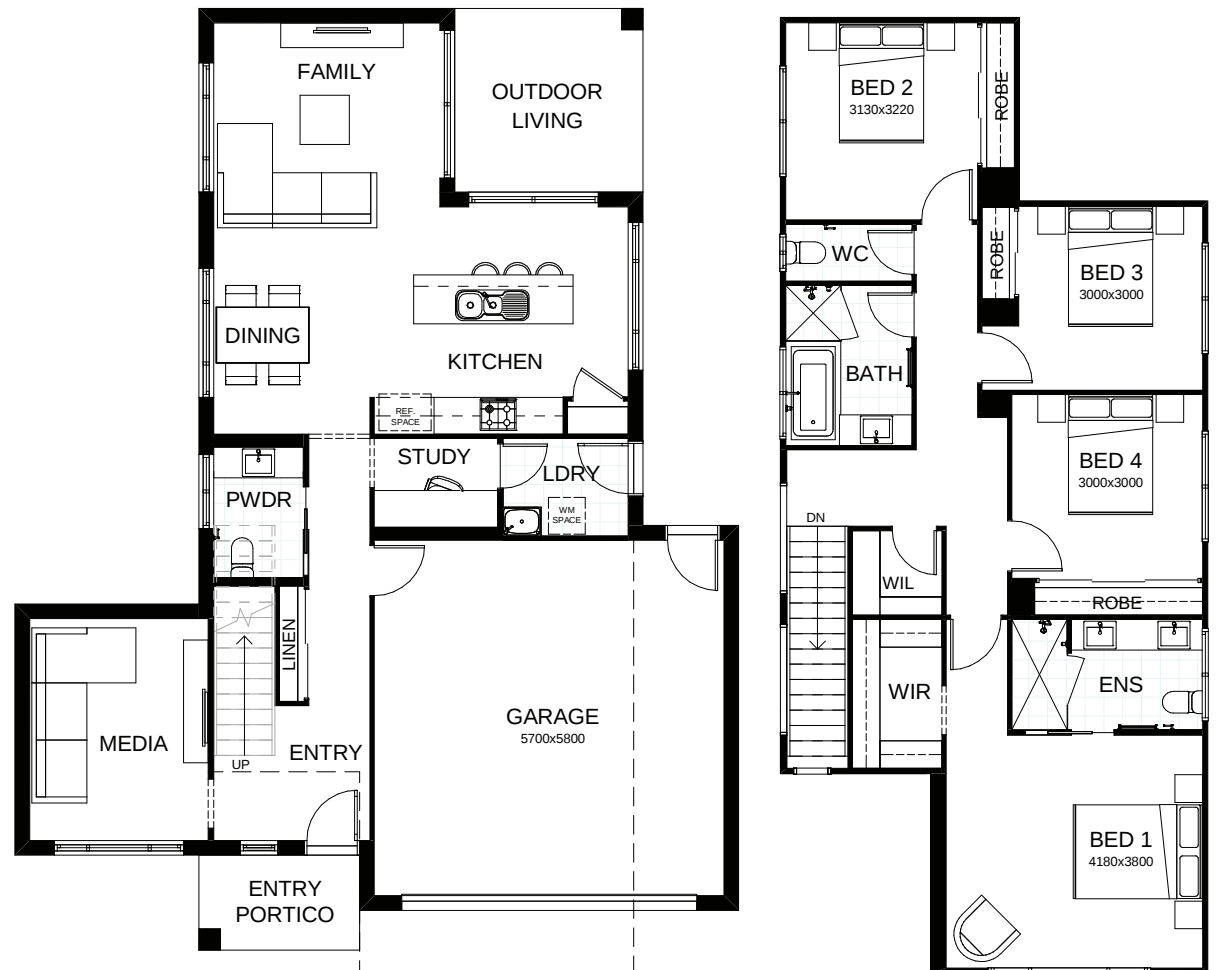 FAMILY
OUTDOOR
LIVING
DINING
KITCHEN
REF.
SPACE
STUDY
LDRY
WM
SPACE
PWDR
LINEN
MEDIA
UP
ENTRY
GARAGE
5700x5800
ENTRY
PORTICO
BED 2
3130x3220
ROBE
WC
ROBE
BED 3
3000x3000
BATH
BED 4
3000x3000
DN
WIL
ROBE
WIR
ENS
BED 1
4180x3800